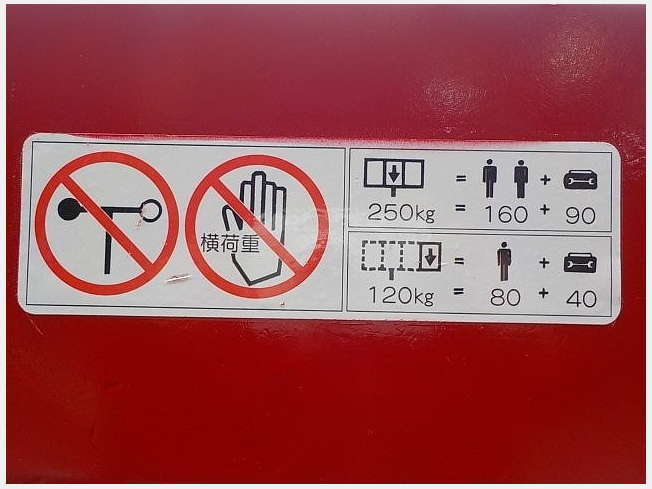 横荷重
250kg = 160 + 90
120kg = 80 + 40